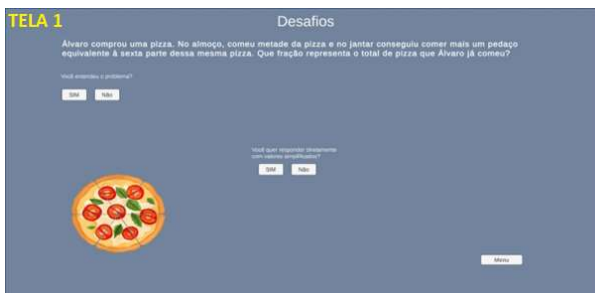 TELA 1
Desafios
Álvaro comprou uma pizza. No almoço, comeu metade da pizza e no jantar conseguiu comer mais um pedaço
equivalente à sexta parte dessa mesma pizza. Que fração representa o total de pizza que Álvaro já comeu?
Você entendeu o problema?
SIM Não
Você quer responder diretamente
com valores simplificados?
SIM Não
Menu